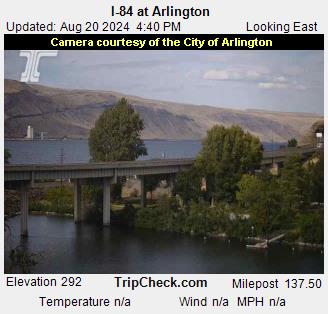 I-84 at Arlington
Updated: Aug 20 2024 4:40 PM Looking East
Camera courtesy of the City of Arlington
Elevation 292 TripCheck.com Milepost 137.50
Temperature n/a Wind n/a MPH n/a